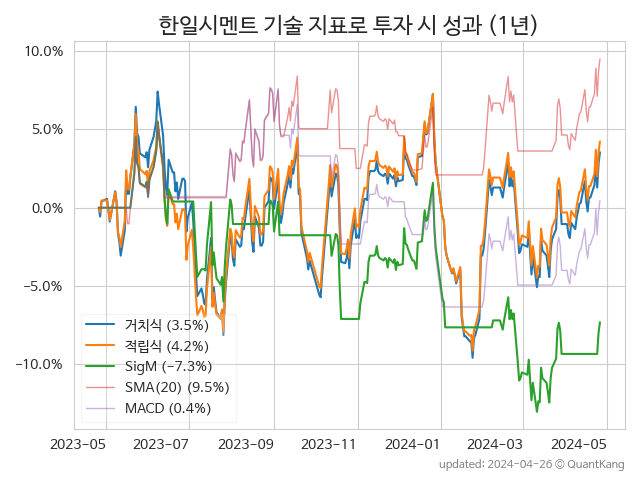 한일시멘트 기술 지표로 투자 시 성과 (1년)
10.0%
5.0%
0.0%
−5.0%
−10.0%
거치식 (3.5%)
적립식 (4.2%)
SigM (−7.3%)
SMA(20) (9.5%)
MACD (0.4%)
2023-05 2023-07 2023-09 2023-11 2024-01 2024-03 2024-05
updated: 2024-04-26 © QuantKang